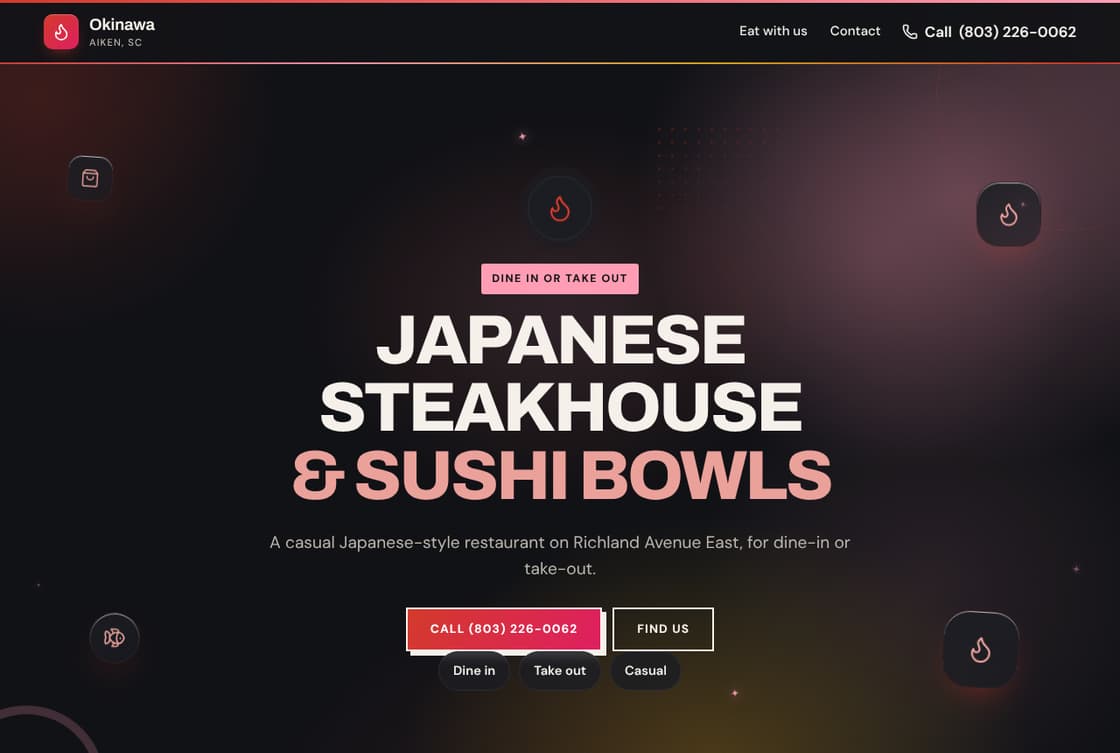 Okinawa
AIKEN, SC
Eat with us
Contact
Call (803) 226-0062
DINE IN OR TAKE OUT
JAPANESE
STEAKHOUSE
& SUSHI BOWLS
A casual Japanese-style restaurant on Richland Avenue East, for dine-in or
take-out.
CALL (803) 226-0062
FIND US
Dine in
Take out
Casual